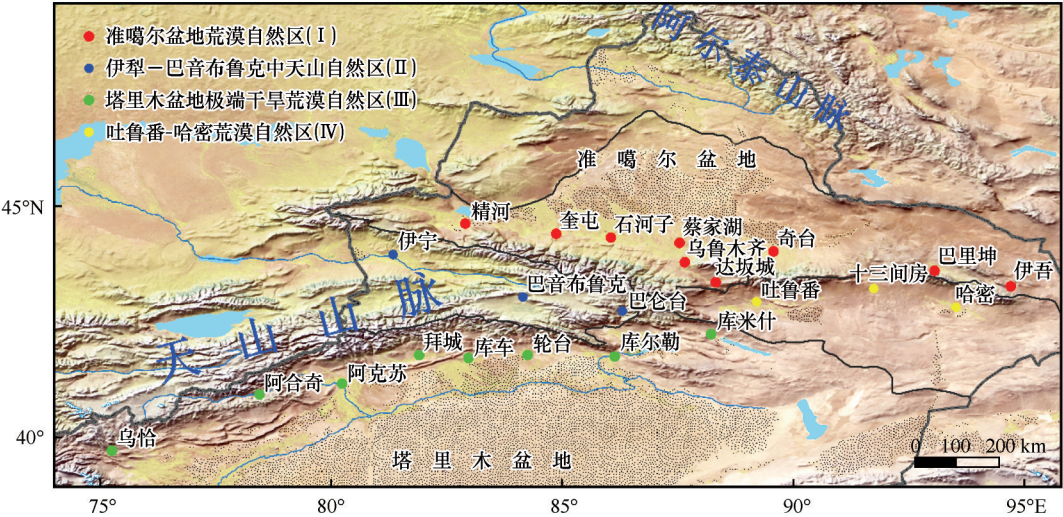 准噶尔盆地荒漠自然区(Ⅰ)
伊犁－巴音布鲁克中天山自然区(Ⅱ)
塔里木盆地极端干旱荒漠自然区(Ⅲ)
吐鲁番-哈密荒漠自然区(Ⅳ)
阿尔泰山脉
准噶尔盆地
45°N
精河
奎屯
石河子
蔡家湖
乌鲁木齐
奇台
伊宁
达坂城
巴里坤
伊吾
十三间房
巴音布鲁克
巴仑台
吐鲁番
哈密
天山山脉
库米什
拜城
库车
轮台
库尔勒
阿合奇
阿克苏
乌恰
40°
塔里木盆地
0 100 200 km
75° 80° 85° 90° 95°E